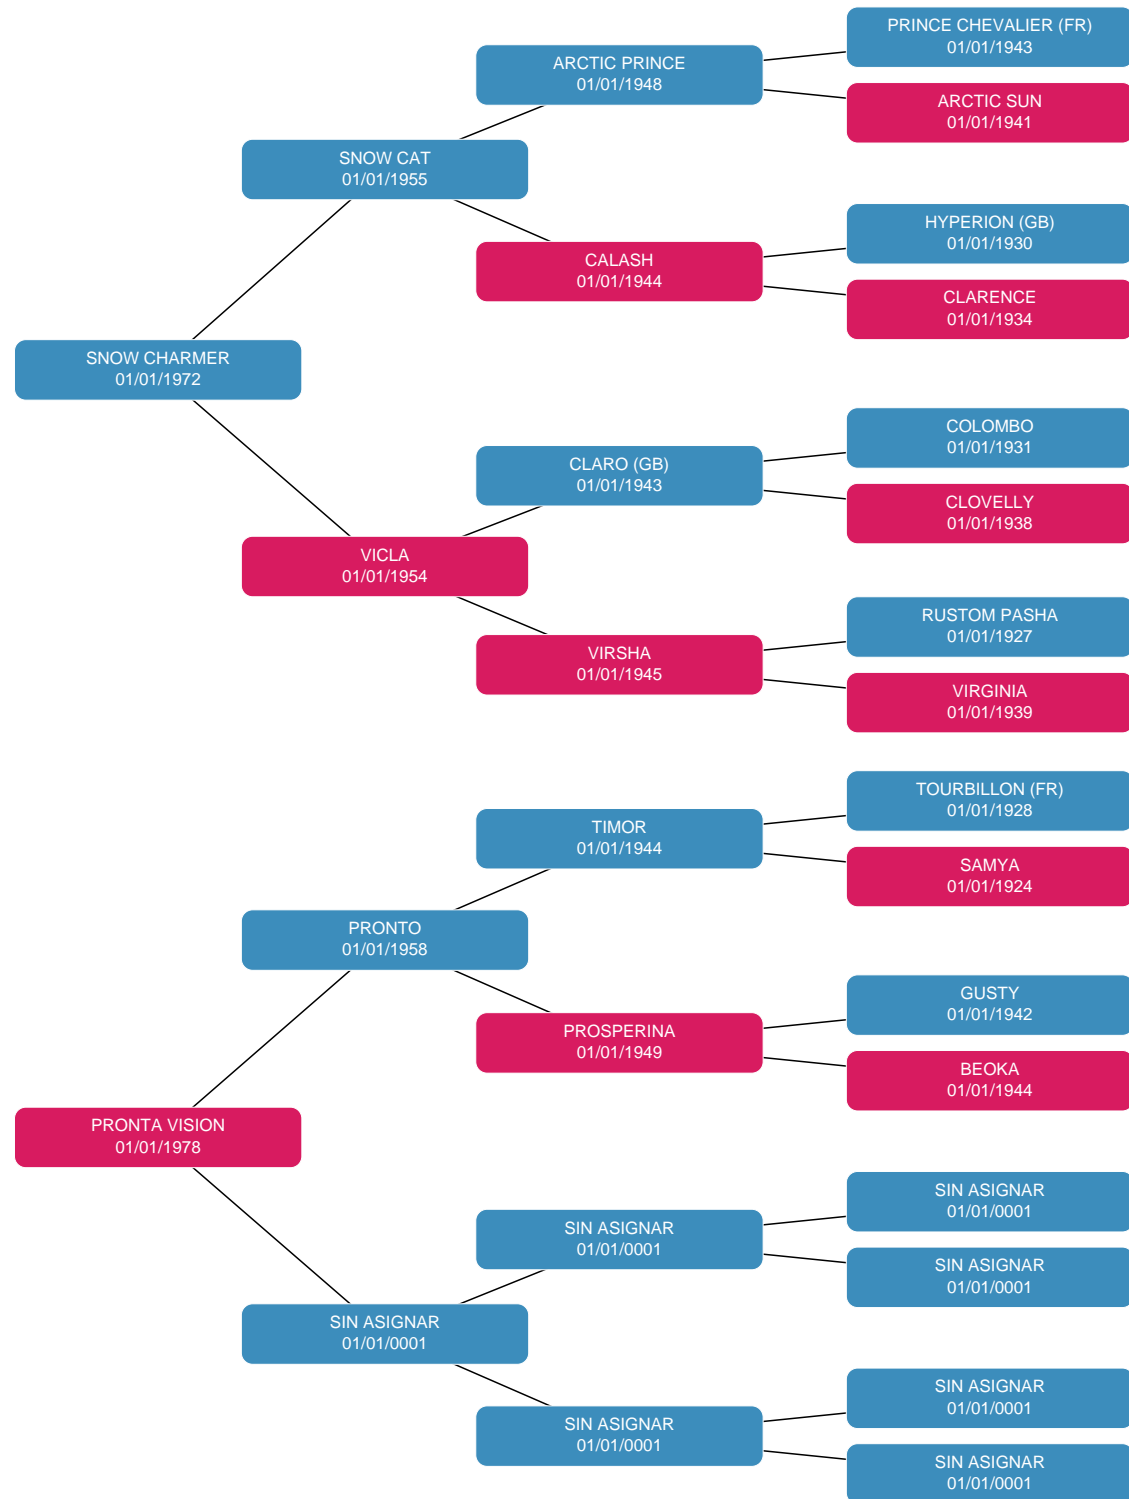 PRINCE CHEVALIER (FR)
01/01/1943
ARCTIC PRINCE
01/01/1948
ARCTIC SUN
01/01/1941
SNOW CAT
01/01/1955
HYPERION (GB)
01/01/1930
CALASH
01/01/1944
CLARENCE
01/01/1934
SNOW CHARMER
01/01/1972
COLOMBO
01/01/1931
CLARO (GB)
01/01/1943
CLOVELLY
01/01/1938
VICLA
01/01/1954
RUSTOM PASHA
01/01/1927
VIRSHA
01/01/1945
VIRGINIA
01/01/1939
TOURBILLON (FR)
01/01/1928
TIMOR
01/01/1944
SAMYA
01/01/1924
PRONTO
01/01/1958
GUSTY
01/01/1942
PROSPERINA
01/01/1949
BEOKA
01/01/1944
PRONTA VISION
01/01/1978
SIN ASIGNAR
01/01/0001
SIN ASIGNAR
01/01/0001
SIN ASIGNAR
01/01/0001
SIN ASIGNAR
01/01/0001
SIN ASIGNAR
01/01/0001
SIN ASIGNAR
01/01/0001
SIN ASIGNAR
01/01/0001